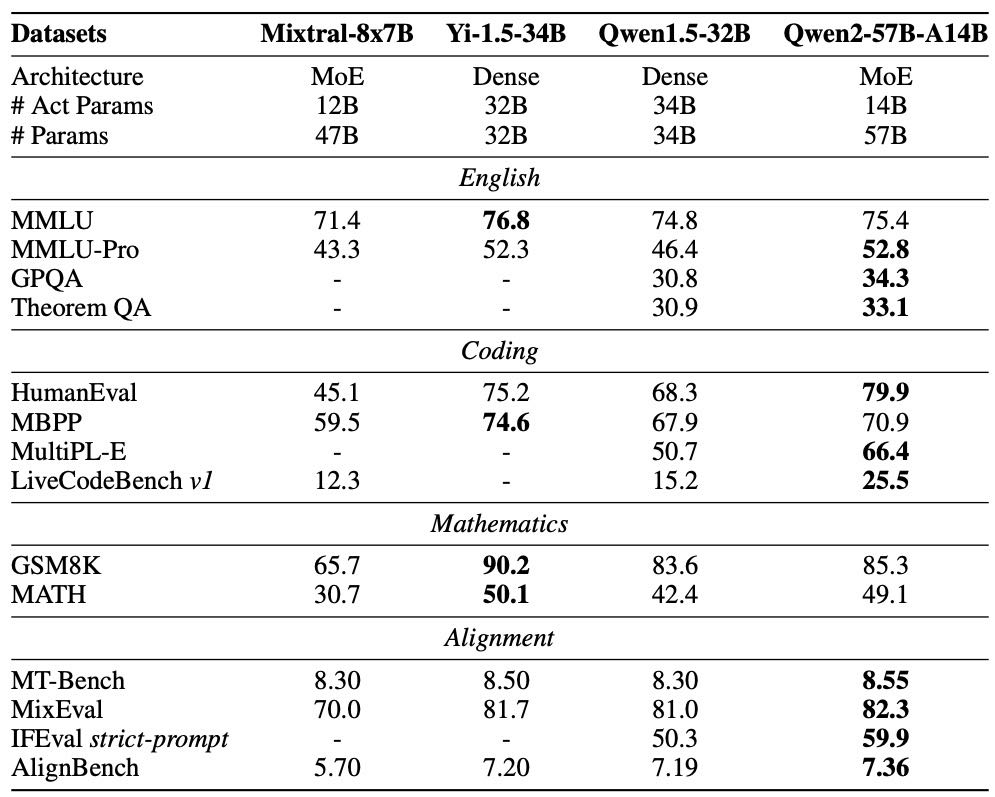 Datasets Mixtral-8x7B Yi-1.5-34B Qwen1.5-32B Qwen2-57B-A14B
Architecture MoE Dense Dense MoE
# Act Params 12B 32B 34B 14B
# Params 47B 32B 34B 57B
English
MMLU 71.4 76.8 74.8 75.4
MMLU-Pro 43.3 52.3 46.4 52.8
GPQA - - 30.8 34.3
Theorem QA - - 30.9 33.1
Coding
HumanEval 45.1 75.2 68.3 79.9
MBPP 59.5 74.6 67.9 70.9
MultiPL-E - - 50.7 66.4
LiveCodeBench v1 12.3 - 15.2 25.5
Mathematics
GSM8K 65.7 90.2 83.6 85.3
MATH 30.7 50.1 42.4 49.1
Alignment
MT-Bench 8.30 8.50 8.30 8.55
MixEval 70.0 81.7 81.0 82.3
IFEval strict-prompt - - 50.3 59.9
AlignBench 5.70 7.20 7.19 7.36